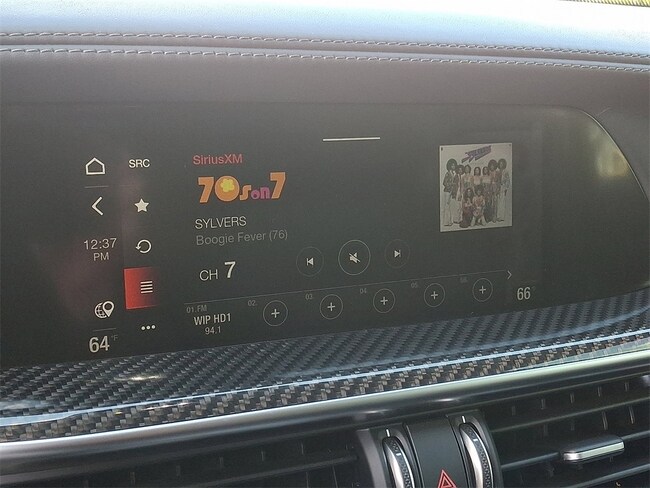 SRC
SiriusXM
70s on 7
SYLVERS
Boogie Fever (76)
12:37
PM
CH 7
01. FM
02.
03.
04.
05.
06.
WIP HD1
94.1
64°F
66°